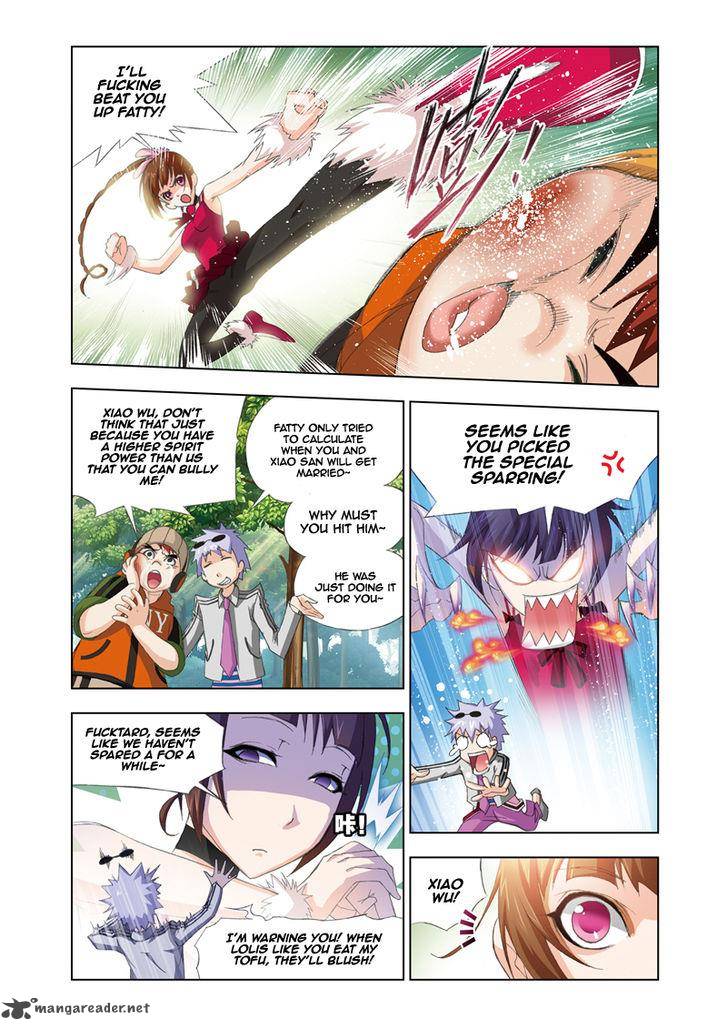 I'LL
FUCKING
BEAT YOU
UP FATTY!
XIAO WU, DON'T
THINK THAT JUST
BECAUSE YOU HAVE
A HIGHER SPIRIT
POWER THAN US
THAT YOU CAN BULLY
ME!
FATTY ONLY TRIED
TO CALCULATE
WHEN YOU AND
XIAO SAN WILL GET
MARRIED~
WHY MUST
YOU HIT HIM~
HE WAS
JUST DOING IT
FOR YOU~
NY
SEEMS LIKE
YOU PICKED
THE SPECIAL
SPARRING!
FUCKTARD, SEEMS
LIKE WE HAVEN'T
SPARED A FOR A
WHILE~
咔!
I'M WARNING YOU! WHEN
LOLIS LIKE YOU EAT MY
TOFU, THEY'LL BLUSH!
XIAO
WU!
mangareader.net